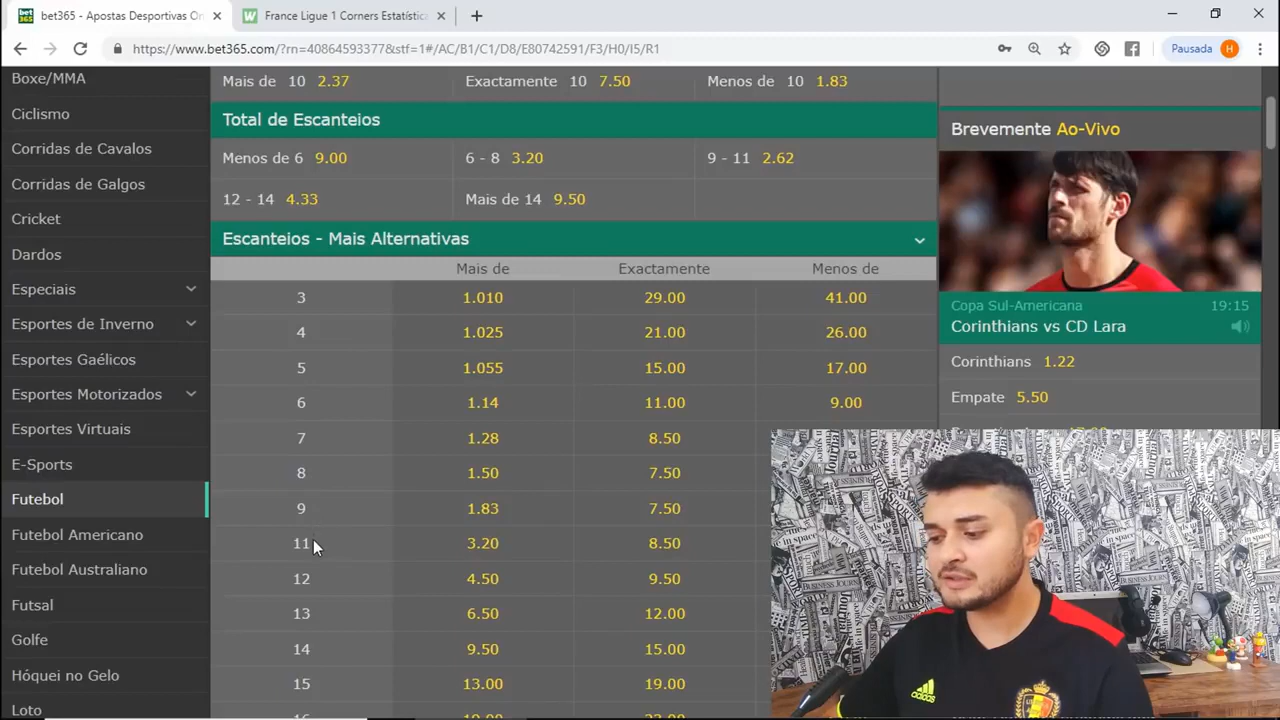 bet365 - Apostas Desportivas On
France Ligue 1 Corners Estatístic
https://www.bet365.com/?rn=40864593377&stf=1#/AC/B1/C1/D8/E80742591/F3/H0/I5/R1
Pausada H
Boxe/MMA
Ciclismo
Corridas de Cavalos
Corridas de Galgos
Cricket
Dardos
Especiais
Esportes de Inverno
Esportes Gaélicos
Esportes Motorizados
Esportes Virtuais
E-Sports
Futebol
Futebol Americano
Futebol Australiano
Futsal
Golfe
Hóquei no Gelo
Loto
Mais de 10 2.37 Exactamente 10 7.50 Menos de 10 1.83
Total de Escanteios
Menos de 6 9.00 6 - 8 3.20 9 - 11 2.62
12 - 14 4.33 Mais de 14 9.50
Escanteios - Mais Alternativas
Mais de Exactamente Menos de
3 1.010 29.00 41.00
4 1.025 21.00 26.00
5 1.055 15.00 17.00
6 1.14 11.00 9.00
7 1.28 8.50
8 1.50 7.50
9 1.83 7.50
11 3.20 8.50
12 4.50 9.50
13 6.50 12.00
14 9.50 15.00
15 13.00 19.00
Brevemente Ao-Vivo
Copa Sul-Americana 19:15
Corinthians vs CD Lara
Corinthians 1.22
Empate 5.50
BUSINESS JOURNAL
adidas